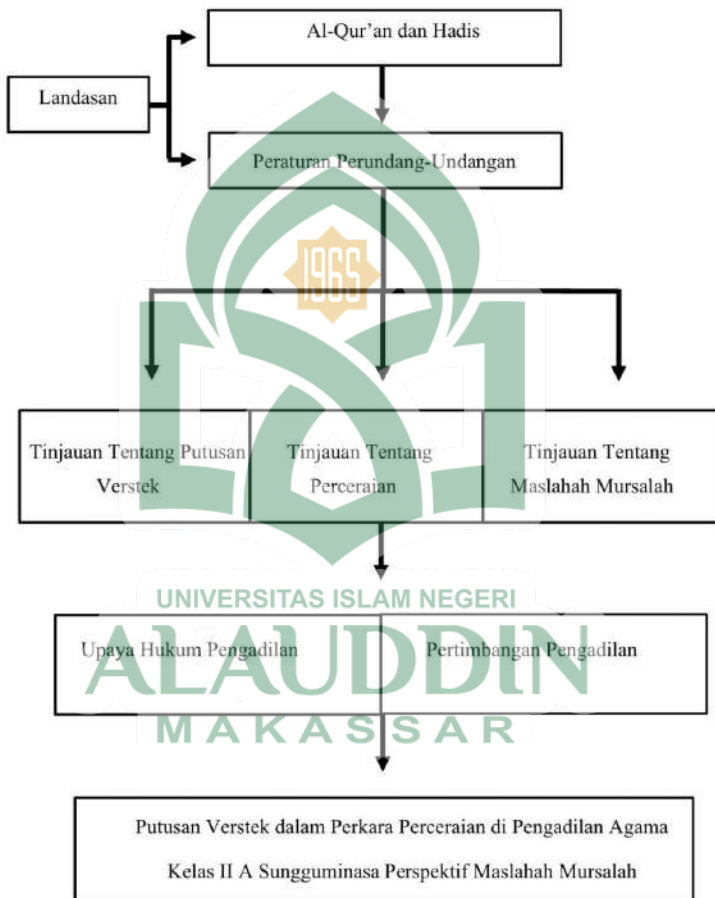 Al-Qur'an dan Hadis
Landasan
Peraturan Perundang-Undangan
1965
Tinjauan Tentang Putusan
Verstek
Tinjauan Tentang
Perceraian
Tinjauan Tentang
Maslahah Mursalah
UNIVERSITAS ISLAM NEGERI
Upaya Hukum Pengadilan
Pertimbangan Pengadilan
ALAUDDIN
MAKASSAR
Putusan Verstek dalam Perkara Perceraian di Pengadilan Agama
Kelas II A Sungguminasa Perspektif Maslahah Mursalah